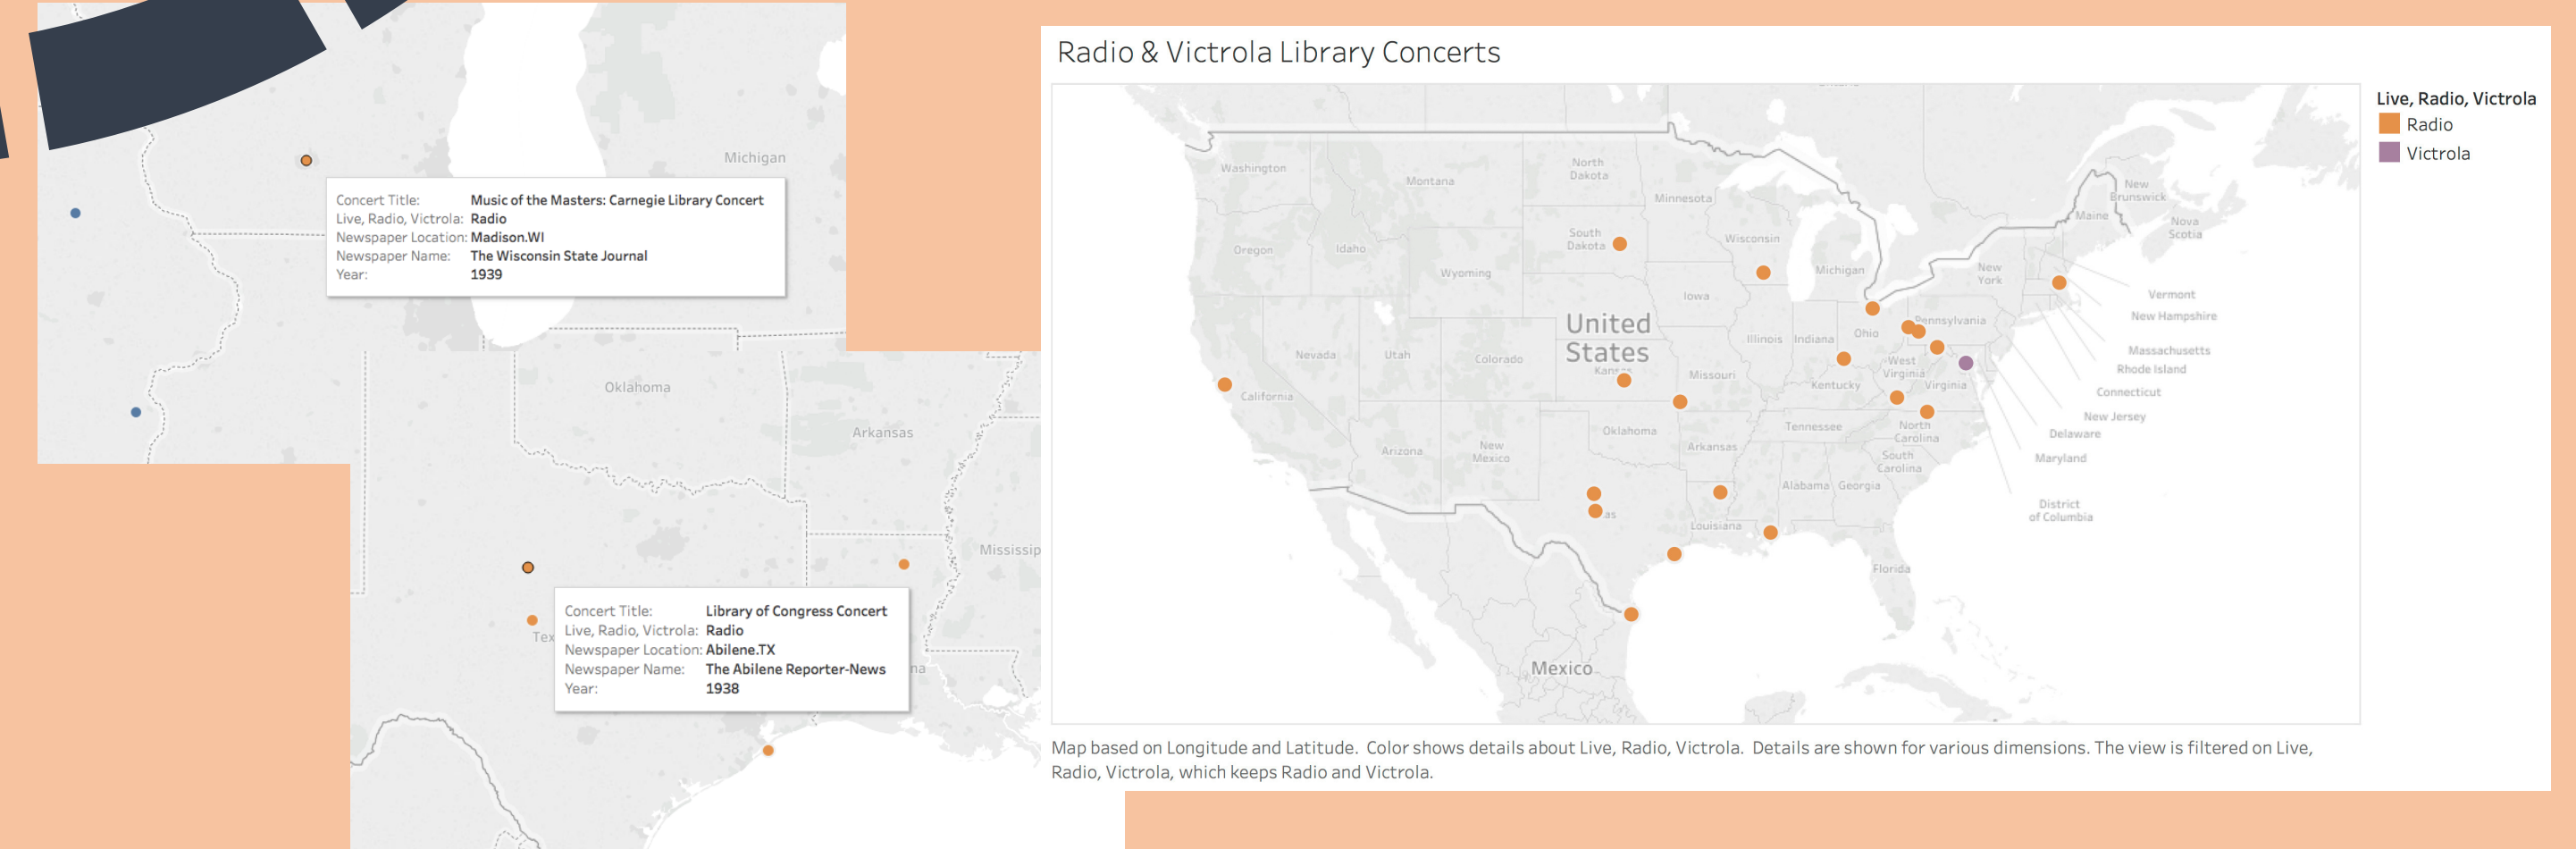 Michigan
Concert Title: Music of the Masters: Carnegie Library Concert
Live, Radio, Victrola: Radio
Newspaper Location: Madison.WI
Newspaper Name: The Wisconsin State Journal
Year: 1939
Oklahoma
Arkansas
Mississip
Tex
na
Concert Title: Library of Congress Concert
Live, Radio, Victrola: Radio
Newspaper Location: Abilene.TX
Newspaper Name: The Abilene Reporter-News
Year: 1938
Radio & Victrola Library Concerts
Washington
Montana
North
Dakota
Minnesota
Oregon
Idaho
South
Dakota
Wisconsin
Wyoming
Michigan
Iowa
New
York
Maine
New
Brunswick
Nova
Scotia
United
States
Nevada
Utah
Colorado
Kansas
Illinois
Indiana
Ohio
Pennsylvania
Missouri
West
Virginia
Kentucky
Virginia
California
Arizona
New
Mexico
Oklahoma
Arkansas
Tennessee
North
Carolina
South
Carolina
Alabama
Georgia
as
Louisiana
Florida
Mexico
Vermont
New Hampshire
Massachusetts
Rhode Island
Connecticut
New Jersey
Delaware
Maryland
District
of Columbia
Live, Radio, Victrola
Radio
Victrola
Map based on Longitude and Latitude. Color shows details about Live, Radio, Victrola. Details are shown for various dimensions. The view is filtered on Live,
Radio, Victrola, which keeps Radio and Victrola.